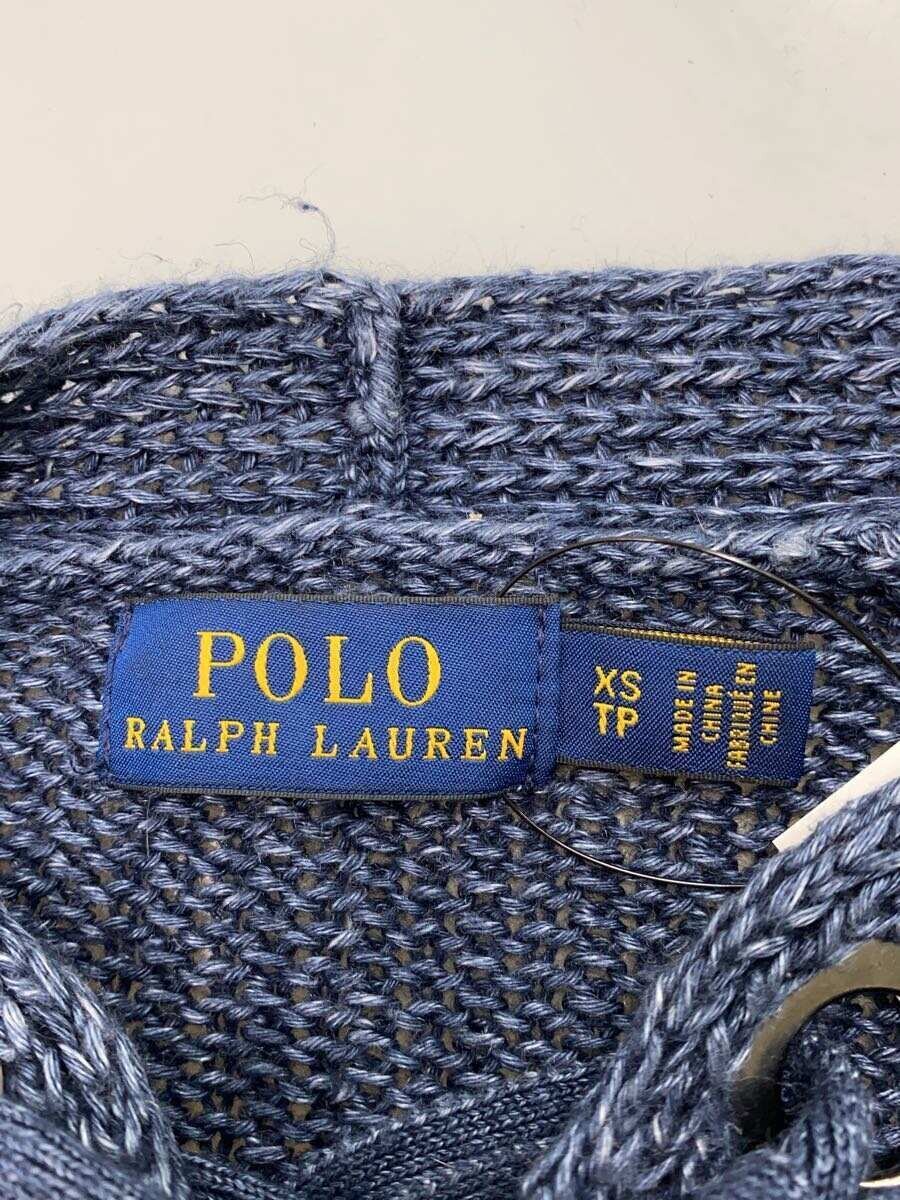 POLO
RALPH LAUREN
XS
TP
MADE IN
CHINA
FABRIQUÉ EN
CHINE